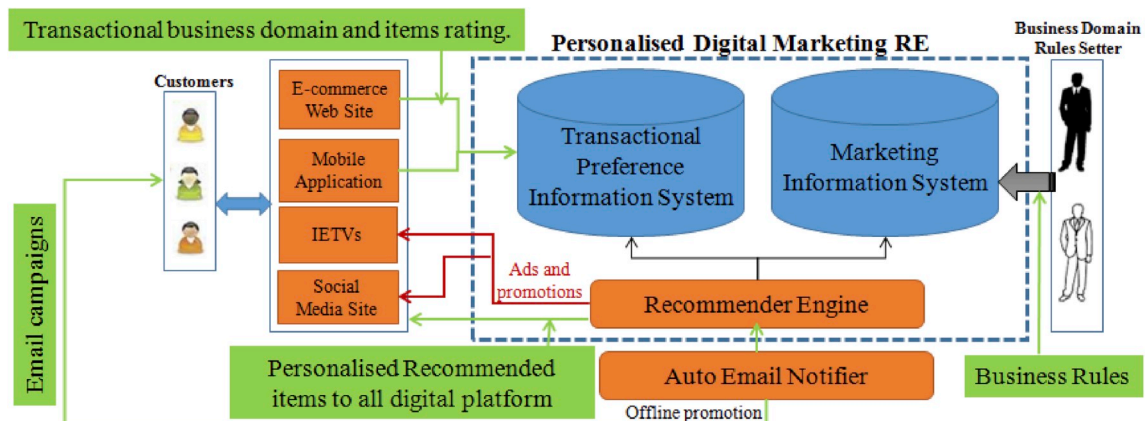 Transactional business domain and items rating.
Personalised Digital Marketing RE
Business Domain
Rules Setter
Customers
E-commerce
Web Site
Mobile
Application
IETVs
Social
Media Site
Transactional
Preference
Information System
Marketing
Information System
Email campaigns
Ads and
promotions
Recommender Engine
Personalised Recommended
items to all digital platform
Auto Email Notifier
Business Rules
Offline promotion